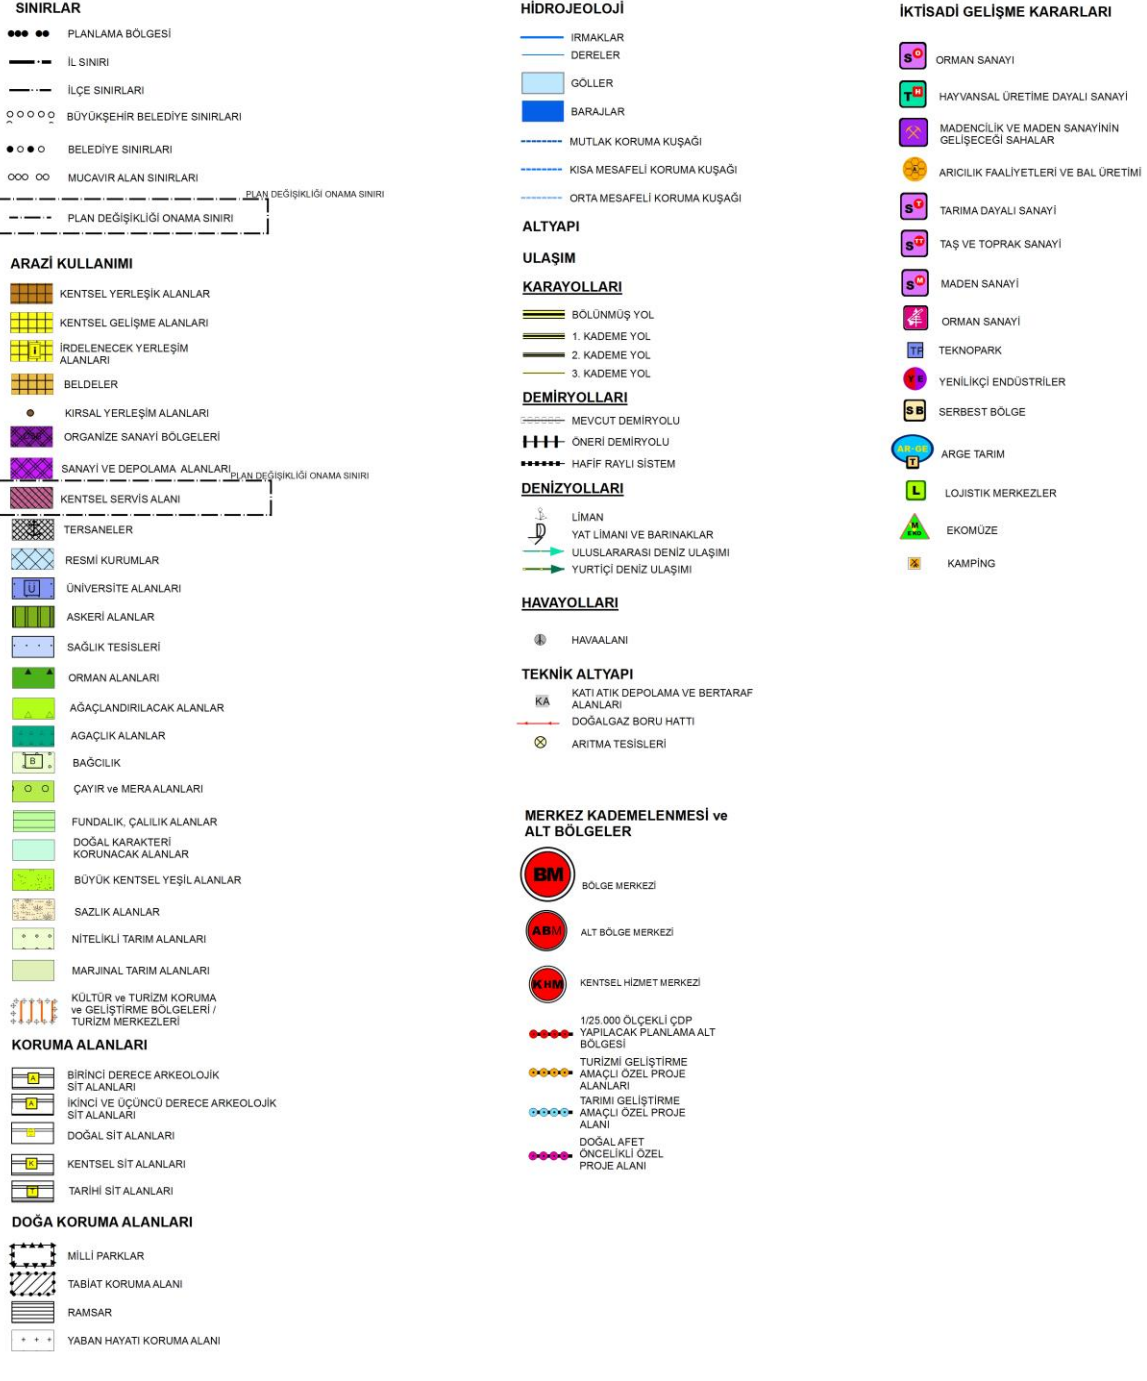 SINIRLAR
PLANLAMA BÖLGESİ
İL SINIRI
İLÇE SINIRLARI
BÜYÜKŞEHİR BELEDİYE SINIRLARI
BELEDİYE SINIRLARI
MUCAVIR ALAN SINIRLARI
PLAN DEĞİŞİKLİĞİ ONAMA SINIRI
PLAN DEĞİŞİKLİĞİ ONAMA SINIRI
ARAZİ KULLANIMI
KENTSEL YERLEŞİK ALANLAR
KENTSEL GELİŞME ALANLARI
İ
İRDELENECEK YERLEŞİM
ALANLARI
BELDELER
KIRSAL YERLEŞİM ALANLARI
ORGANİZE SANAYİ BÖLGELERİ
SANAYİ VE DEPOLAMA ALANLARI
PLAN DEĞİŞİKLİĞİ ONAMA SINIRI
KENTSEL SERVİS ALANI
TERSANELER
RESMİ KURUMLAR
Ü
ÜNİVERSİTE ALANLARI
ASKERİ ALANLAR
SAĞLIK TESİSLERİ
ORMAN ALANLARI
AĞAÇLANDIRILACAK ALANLAR
AGAÇLIK ALANLAR
B
BAĞCILIK
ÇAYIR ve MERA ALANLARI
FUNDALIK, ÇALILIK ALANLAR
DOĞAL KARAKTERİ
KORUNACAK ALANLAR
BÜYÜK KENTSEL YEŞİL ALANLAR
SAZLIK ALANLAR
NİTELİKLİ TARIM ALANLARI
MARJINAL TARIM ALANLARI
KÜLTÜR ve TURİZM KORUMA
ve GELİŞTİRME BÖLGELERİ /
TURİZM MERKEZLERİ
KORUMA ALANLARI
A
BİRİNCİ DERECE ARKEOLOJİK
SİT ALANLARI
A
İKİNCİ VE ÜÇÜNCÜ DERECE ARKEOLOJİK
SİT ALANLARI
DOĞAL SİT ALANLARI
K
KENTSEL SİT ALANLARI
T
TARİHİ SİT ALANLARI
DOĞA KORUMA ALANLARI
MİLLİ PARKLAR
TABİAT KORUMA ALANI
RAMSAR
YABAN HAYATI KORUMA ALANI
HİDROJEOLOJİ
IRMAKLAR
DERELER
GÖLLER
BARAJLAR
MUTLAK KORUMA KUŞAĞI
KISA MESAFELİ KORUMA KUŞAĞI
ORTA MESAFELİ KORUMA KUŞAĞI
ALTYAPI
ULAŞIM
KARAYOLLARI
BÖLÜNMÜŞ YOL
1. KADEME YOL
2. KADEME YOL
3. KADEME YOL
DEMİRYOLLARI
MEVCUT DEMİRYOLU
ÖNERİ DEMİRYOLU
HAFİF RAYLI SİSTEM
DENİZYOLLARI
LİMAN
YAT LİMANI VE BARINAKLAR
ULUSLARARASI DENİZ ULAŞIMI
YURTİÇİ DENİZ ULAŞIMI
HAVAYOLLARI
HAVAALANI
TEKNİK ALTYAPI
KA
KATI ATIK DEPOLAMA VE BERTARAF
ALANLARI
DOĞALGAZ BORU HATTI
ARITMA TESİSLERİ
MERKEZ KADEMELENMESİ ve
ALT BÖLGELER
BM
BÖLGE MERKEZİ
ABM
ALT BÖLGE MERKEZİ
KHM
KENTSEL HİZMET MERKEZİ
1/25.000 ÖLÇEKLİ ÇDP
YAPILACAK PLANLAMA ALT
BÖLGESİ
TURİZMİ GELİŞTİRME
AMAÇLI ÖZEL PROJE
ALANLARI
TARIMI GELİŞTİRME
AMAÇLI ÖZEL PROJE
ALANI
DOĞAL AFET
ÖNCELİKLİ ÖZEL
PROJE ALANI
İKTİSADİ GELİŞME KARARLARI
S O
ORMAN SANAYI
T H
HAYVANSAL ÜRETİME DAYALI SANAYİ
MADENCİLİK VE MADEN SANAYİNİN
GELİŞECEĞİ SAHALAR
A
ARICILIK FAALİYETLERİ VE BAL ÜRETİMİ
S T
TARIMA DAYALI SANAYİ
S TT
TAŞ VE TOPRAK SANAYİ
S M
MADEN SANAYİ
ORMAN SANAYİ
TP
TEKNOPARK
Y E
YENİLİKÇİ ENDÜSTRİLER
S B
SERBEST BÖLGE
AR-GE
T
ARGE TARIM
L
LOJISTIK MERKEZLER
M
EKO
EKOMÜZE
KAMPİNG